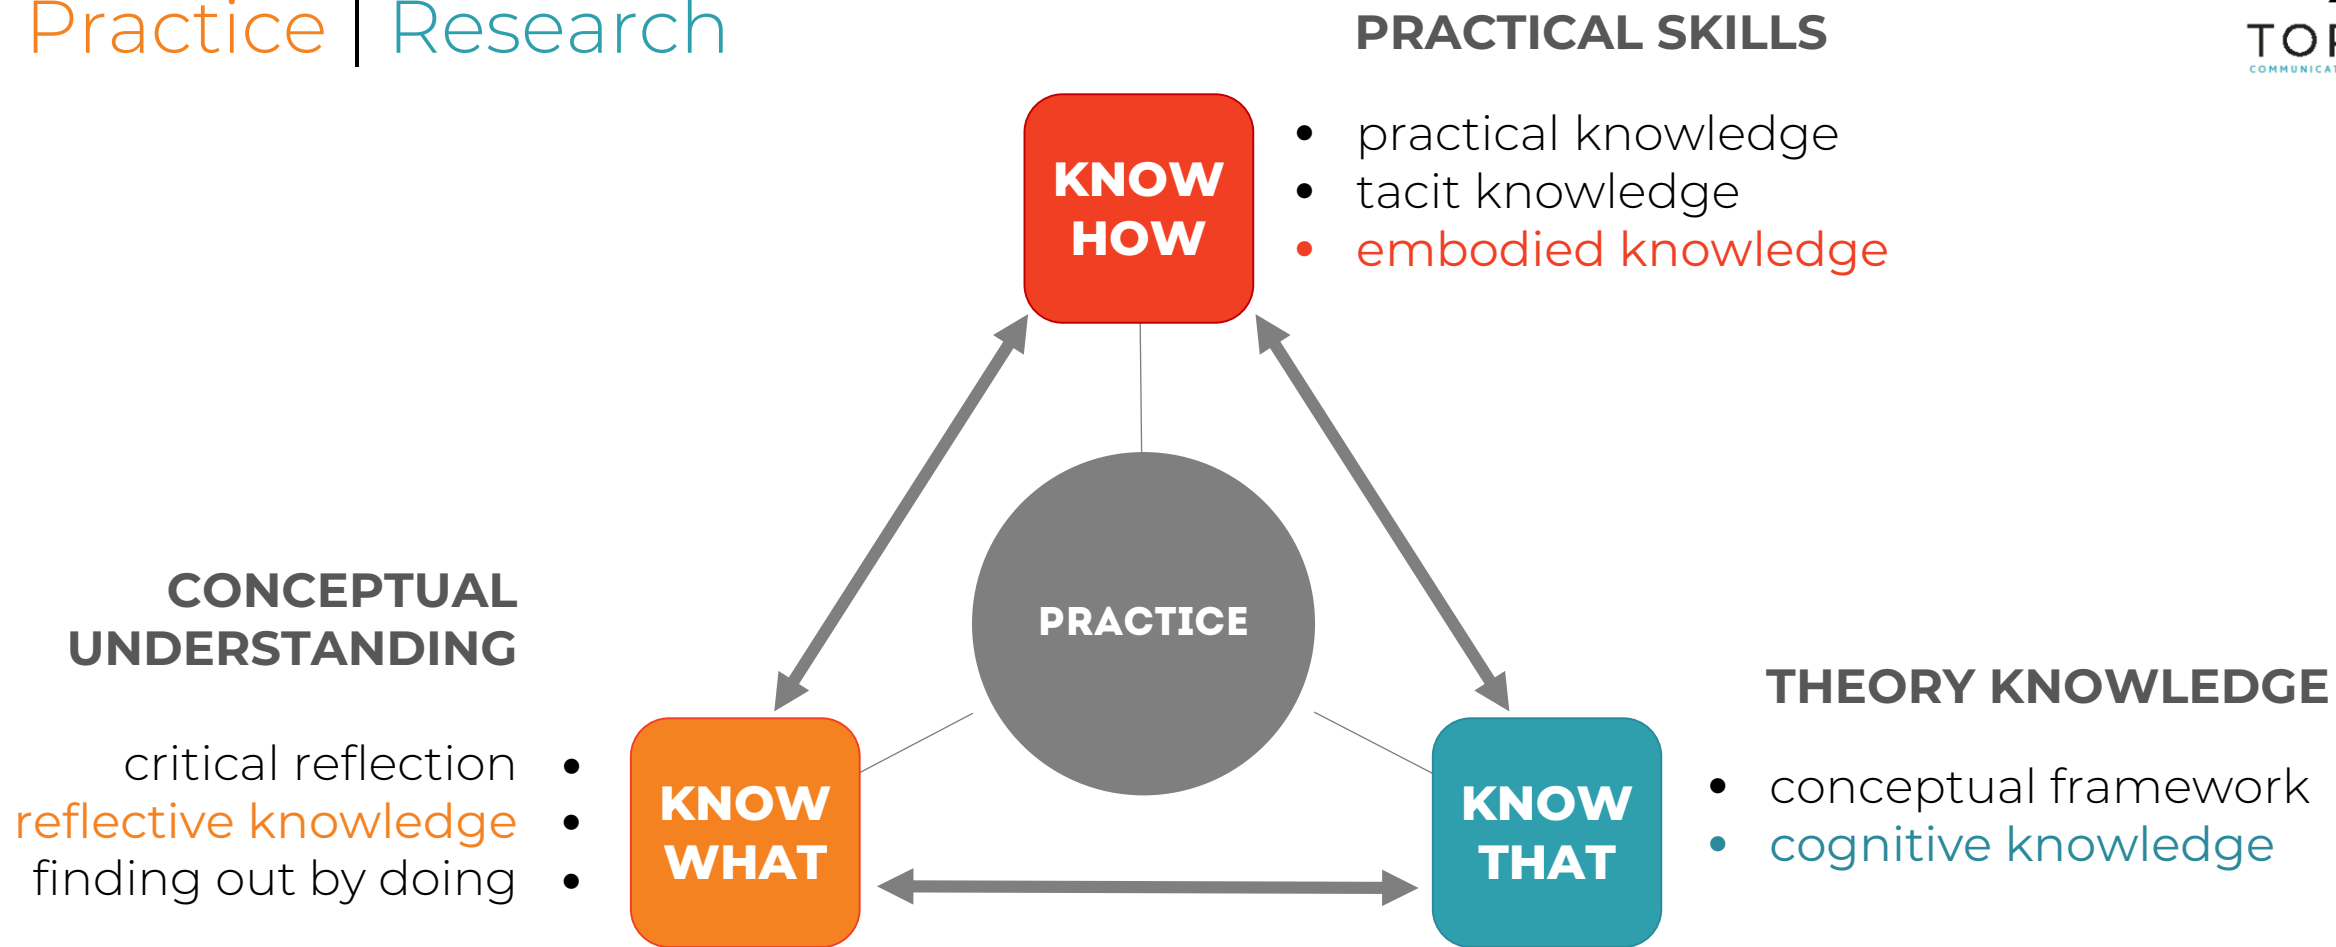 Practice | Research
PRACTICAL SKILLS
• practical knowledge
• tacit knowledge
• embodied knowledge
KNOW
HOW
PRACTICE
CONCEPTUAL
UNDERSTANDING
critical reflection •
reflective knowledge •
finding out by doing •
KNOW
WHAT
KNOW
THAT
THEORY KNOWLEDGE
• conceptual framework
• cognitive knowledge